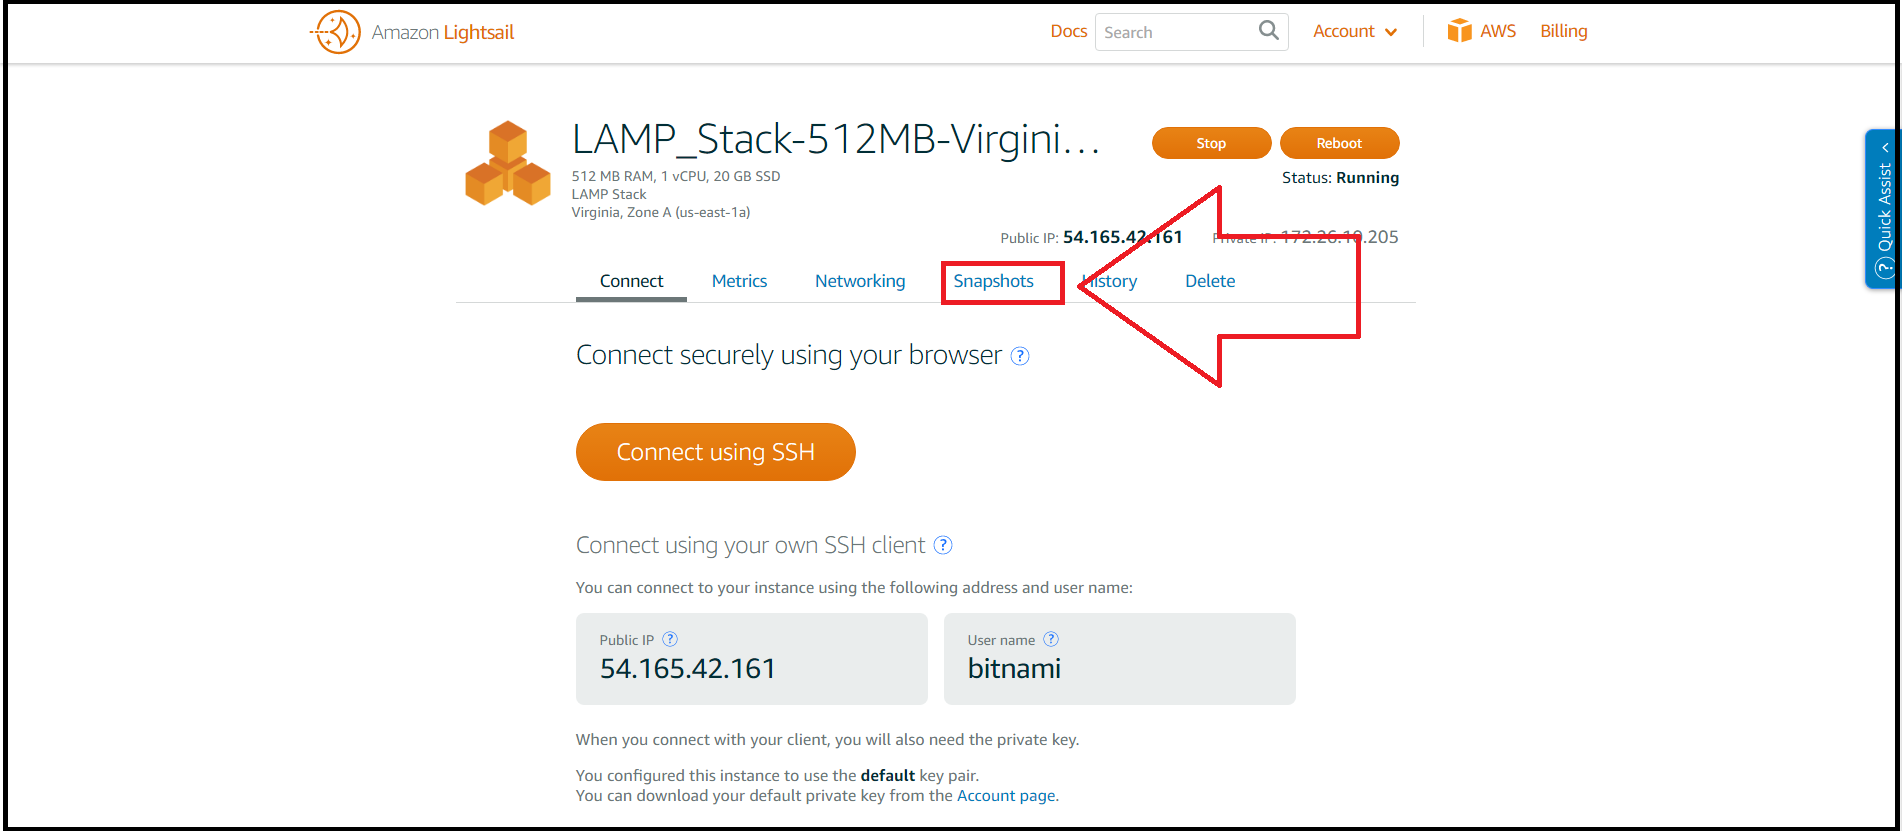 Amazon Lightsail
Docs
Search
Account
AWS
Billing
LAMP_Stack-512MB-Virgini...
Stop
Reboot
512 MB RAM, 1 vCPU, 20 GB SSD
Status: Running
LAMP Stack
Virginia, Zone A (us-east-1a)
Public IP: 54.165.42.161
Private IP: 172.26.10.205
Quick Assist
Connect
Metrics
Networking
Snapshots
History
Delete
Connect securely using your browser ?
Connect using SSH
Connect using your own SSH client ?
You can connect to your instance using the following address and user name:
Public IP ?
54.165.42.161
User name ?
bitnami
When you connect with your client, you will also need the private key.
You configured this instance to use the default key pair.
You can download your default private key from the Account page.